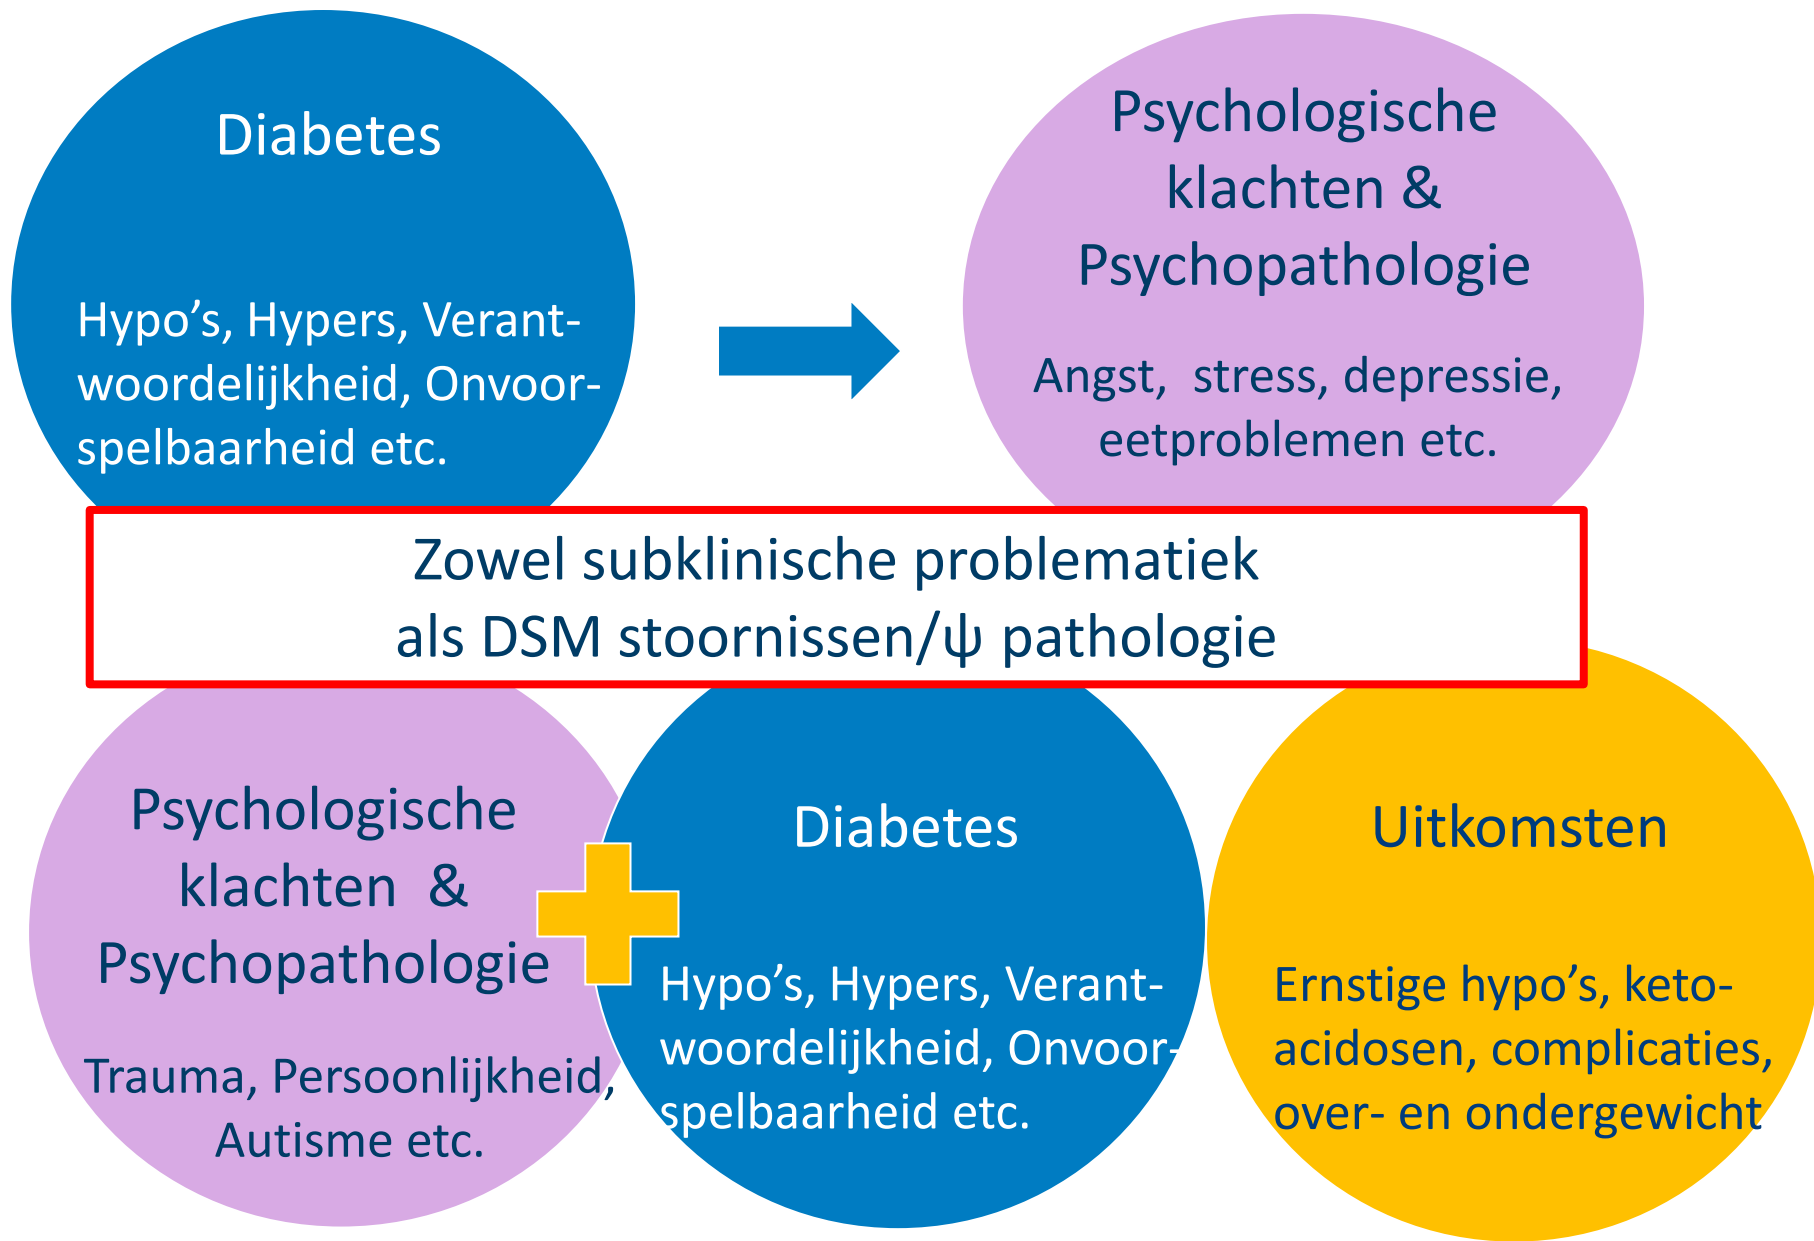 Diabetes
Hypo’s, Hypers, Verant-
woordelijkheid, Onvoor-
spelbaarheid etc.
Psychologische
klachten &
Psychopathologie
Angst,  stress, depressie,
eetproblemen etc.
Zowel subklinische problematiek
als DSM stoornissen/ψ pathologie
Psychologische
klachten  &
Psychopathologie
Trauma, Persoonlijkheid,
Autisme etc.
Diabetes
Hypo’s, Hypers, Verant-
woordelijkheid, Onvoor-
spelbaarheid etc.
Uitkomsten
Ernstige hypo’s, keto-
acidosen, complicaties,
over- en ondergewicht